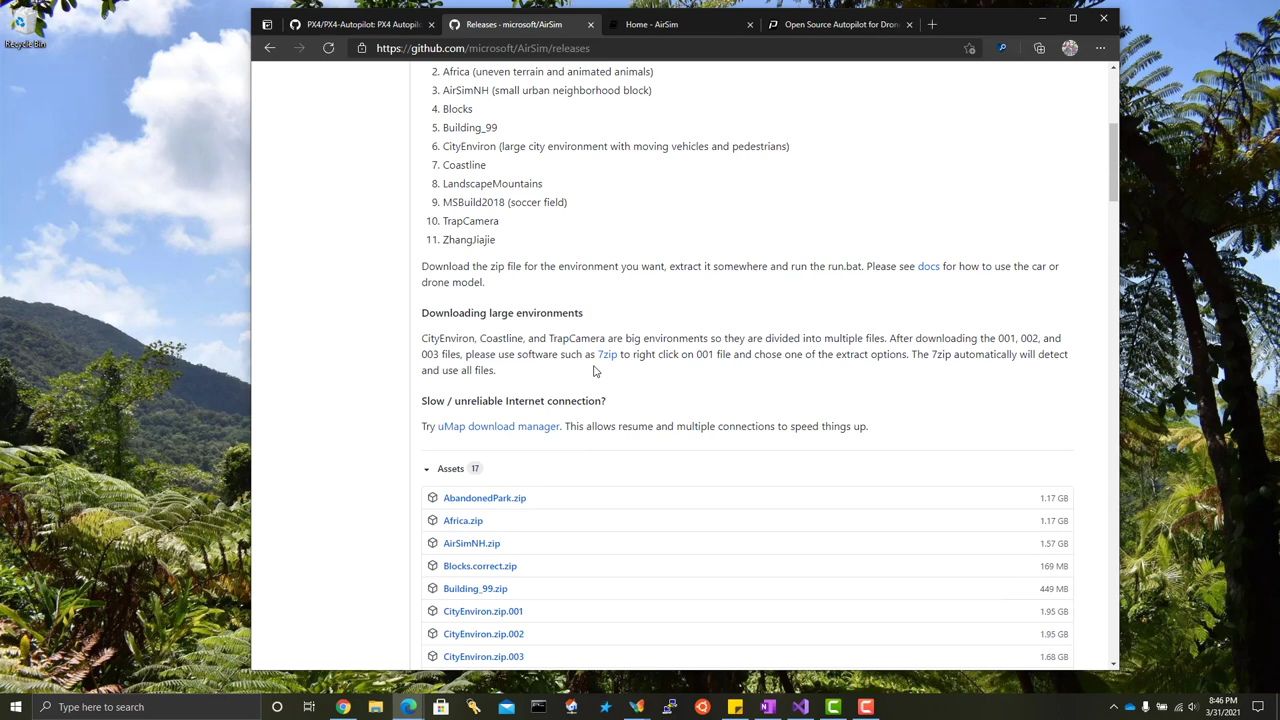 Recycle Bin
PX4/PX4-Autopilot: PX4 Autopil
Releases · microsoft/AirSim
Home - AirSim
Open Source Autopilot for Dron
https://github.com/microsoft/AirSim/releases
2. Africa (uneven terrain and animated animals)
3. AirSimNH (small urban neighborhood block)
4. Blocks
5. Building_99
6. CityEnviron (large city environment with moving vehicles and pedestrians)
7. Coastline
8. LandscapeMountains
9. MSBuild2018 (soccer field)
10. TrapCamera
11. ZhangJiajie
Download the zip file for the environment you want, extract it somewhere and run the run.bat. Please see docs for how to use the car or
drone model.
Downloading large environments
CityEnviron, Coastline, and TrapCamera are big environments so they are divided into multiple files. After downloading the 001, 002, and
003 files, please use software such as 7zip to right click on 001 file and chose one of the extract options. The 7zip automatically will detect
and use all files.
Slow / unreliable Internet connection?
Try uMap download manager. This allows resume and multiple connections to speed things up.
Assets 17
AbandonedPark.zip 1.17 GB
Africa.zip 1.17 GB
AirSimNH.zip 1.57 GB
Blocks.correct.zip 169 MB
Building_99.zip 449 MB
CityEnviron.zip.001 1.95 GB
CityEnviron.zip.002 1.95 GB
CityEnviron.zip.003 1.68 GB
Type here to search
8:46 PM
3/31/2021